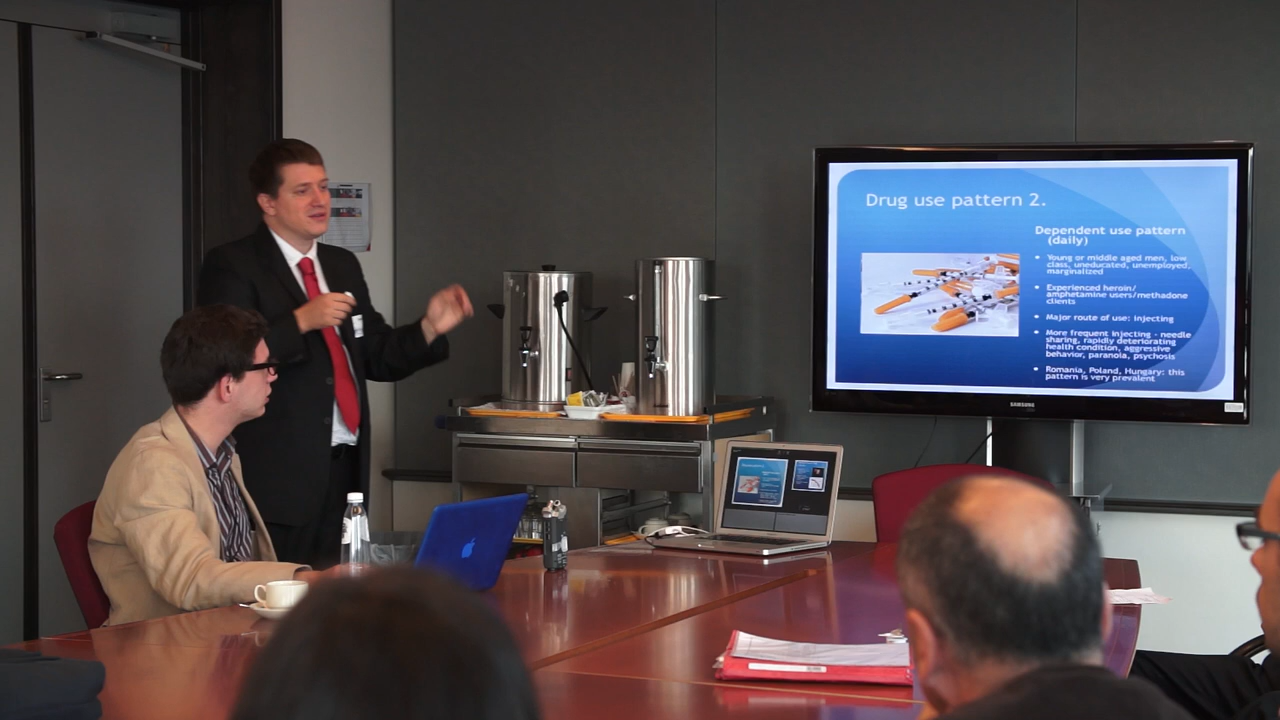 Drug use pattern 2.
Dependent use pattern
(daily)
• Young or middle aged men, low
class, uneducated, unemployed,
marginalized
• Experienced heroin/
amphetamine users/methadone
clients
• Major route of use: injecting
• More frequent injecting - needle
sharing, rapidly deteriorating
health condition, aggressive
behavior, paranoia, psychosis
• Romania, Poland, Hungary: this
pattern is very prevalent
SAMSUNG